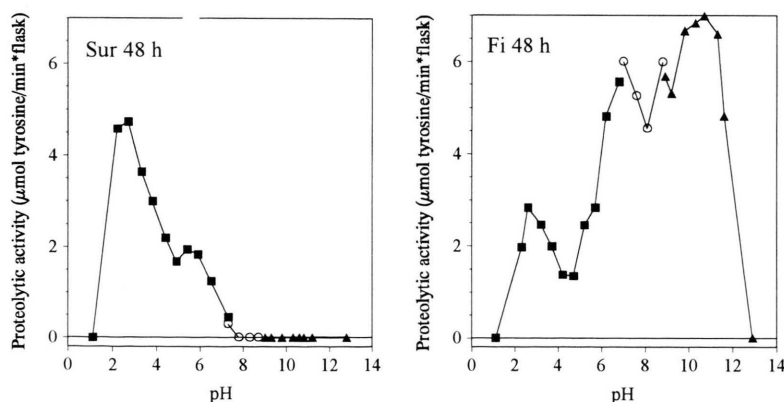 Proteolytic activity (µmol tyrosine/min*flask)
Sur 48 h
6
4
2
0
0 2 4 6 8 10 12 14
pH
Proteolytic activity (µmol tyrosine/min*flask)
Fi 48 h
6
4
2
0
0 2 4 6 8 10 12 14
pH